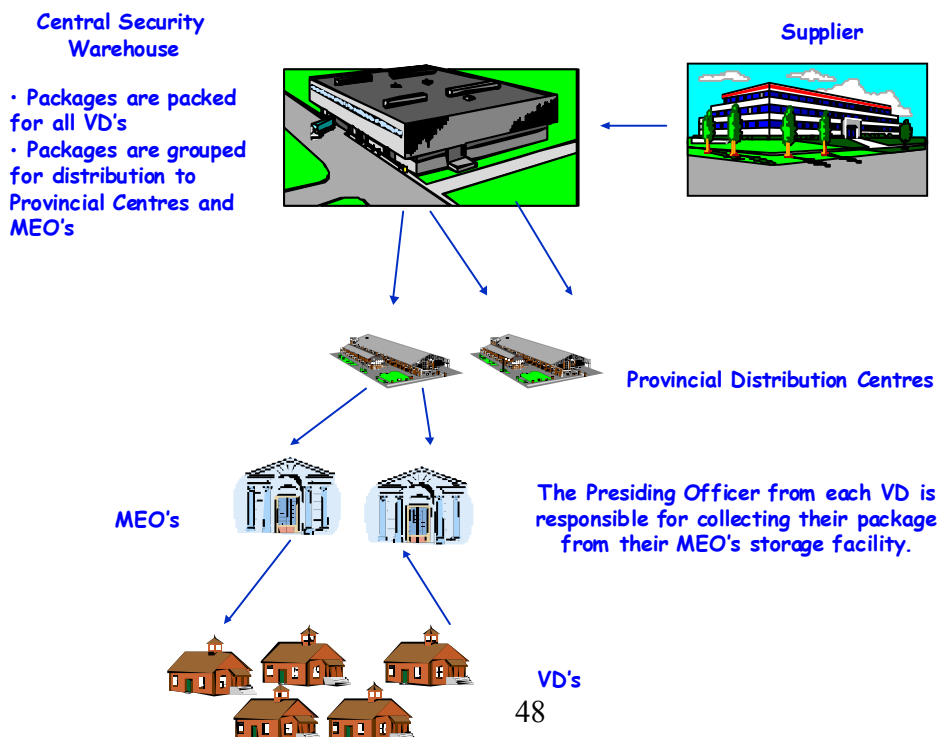 Central Security
Warehouse
• Packages are packed
for all VD's
• Packages are grouped
for distribution to
Provincial Centres and
MEO's
Supplier
Provincial Distribution Centres
MEO's
The Presiding Officer from each VD is
responsible for collecting their package
from their MEO's storage facility.
VD's
48